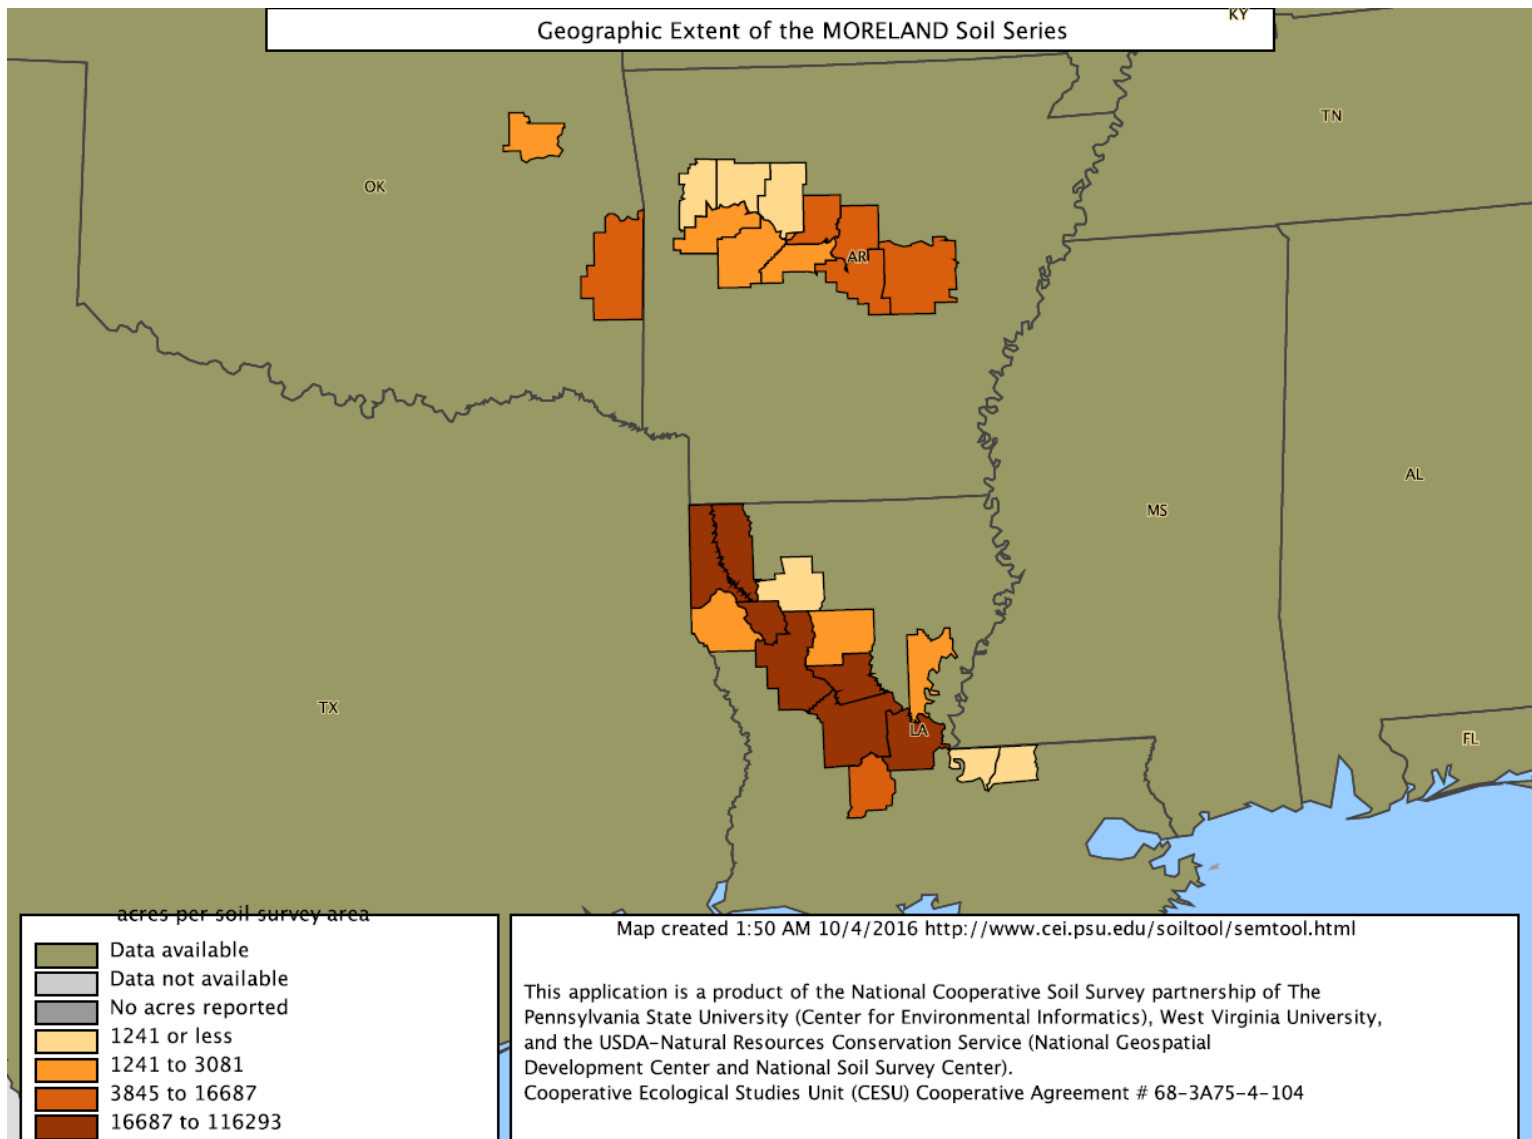 Geographic Extent of the MORELAND Soil Series
KY
TN
OK
AR
AL
MS
TX
LA
FL
acres per soil survey area
Data available
Data not available
No acres reported
1241 or less
1241 to 3081
3845 to 16687
16687 to 116293
Map created 1:50 AM 10/4/2016 http://www.cei.psu.edu/soiltool/semtool.html
This application is a product of the National Cooperative Soil Survey partnership of The
Pennsylvania State University (Center for Environmental Informatics), West Virginia University,
and the USDA-Natural Resources Conservation Service (National Geospatial
Development Center and National Soil Survey Center).
Cooperative Ecological Studies Unit (CESU) Cooperative Agreement # 68-3A75-4-104